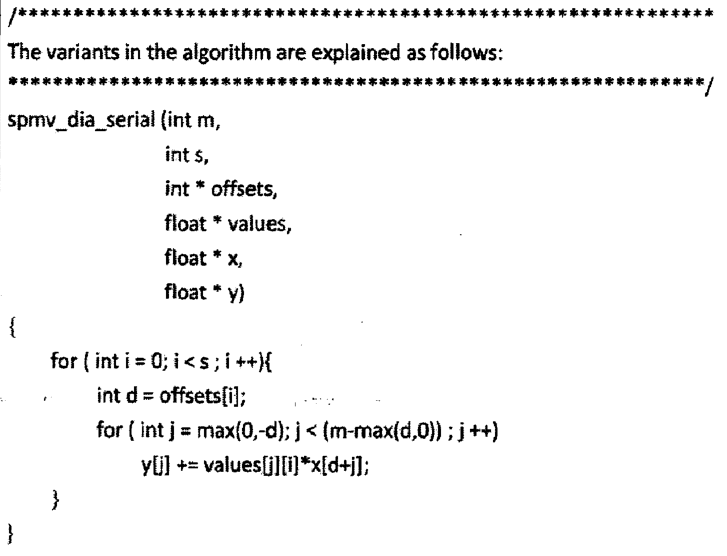 /**************************************************************
The variants in the algorithm are explained as follows:
**************************************************************/
spmv_dia_serial (int m,
int s,
int * offsets,
float * values,
float * x,
float * y)
{
for ( int i = 0; i < s ; i ++){
int d = offsets[i];
for ( int j = max(0,-d); j < (m-max(d,0)) ; j ++)
y[j] += values[j][i]*x[d+j];
}
}